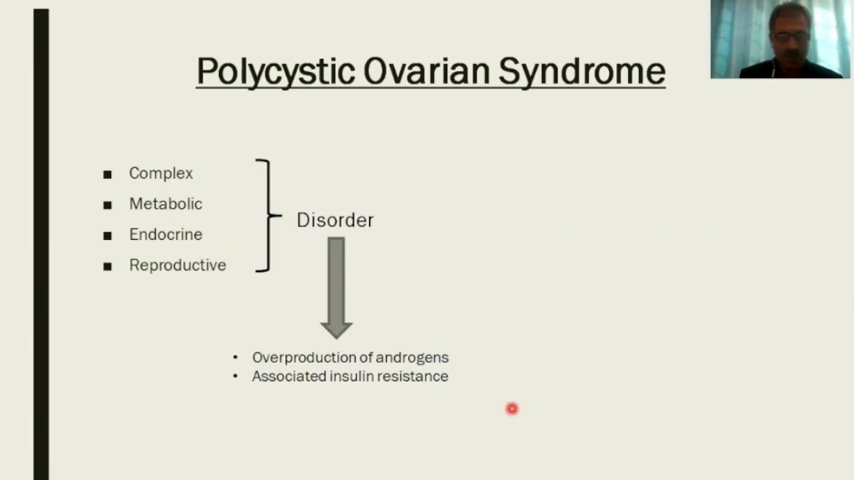 Polycystic Ovarian Syndrome
Complex
Metabolic
Endocrine
Reproductive
Disorder
Overproduction of androgens
Associated insulin resistance